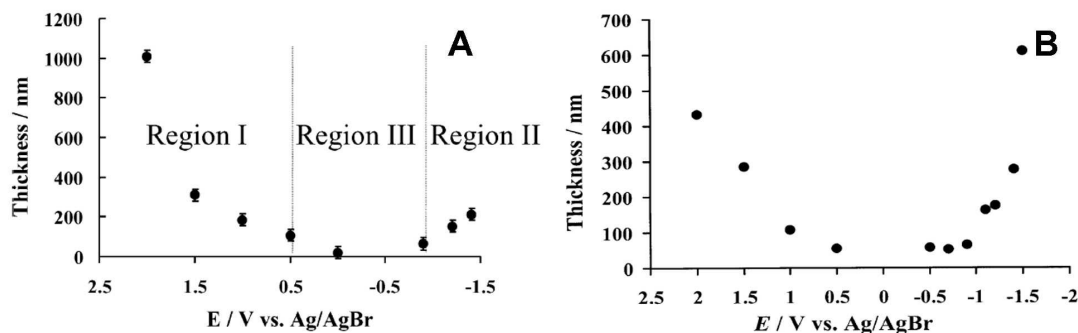 A
1200
1000
800
600
400
200
0
Thickness / nm
Region I
Region III
Region II
2.5 1.5 0.5 -0.5 -1.5
E / V vs. Ag/AgBr
B
700
600
500
400
300
200
100
0
Thickness / nm
2.5 2 1.5 1 0.5 0 -0.5 -1 -1.5 -2
E / V vs. Ag/AgBr